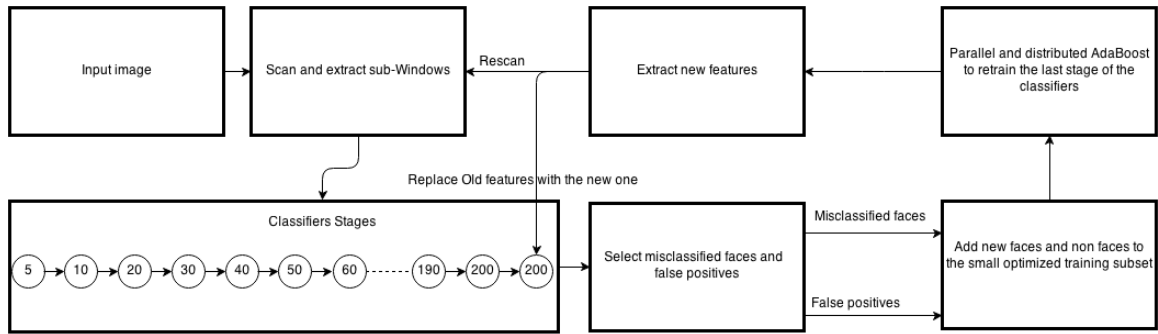 Input image
Scan and extract sub-Windows
Rescan
Extract new features
Parallel and distributed AdaBoost
to retrain the last stage of the
classifiers
Replace Old features with the new one
Classifiers Stages
5 10 20 30 40 50 60 190 200 200
Select misclassified faces and
false positives
Misclassified faces
False positives
Add new faces and non faces to
the small optimized training subset